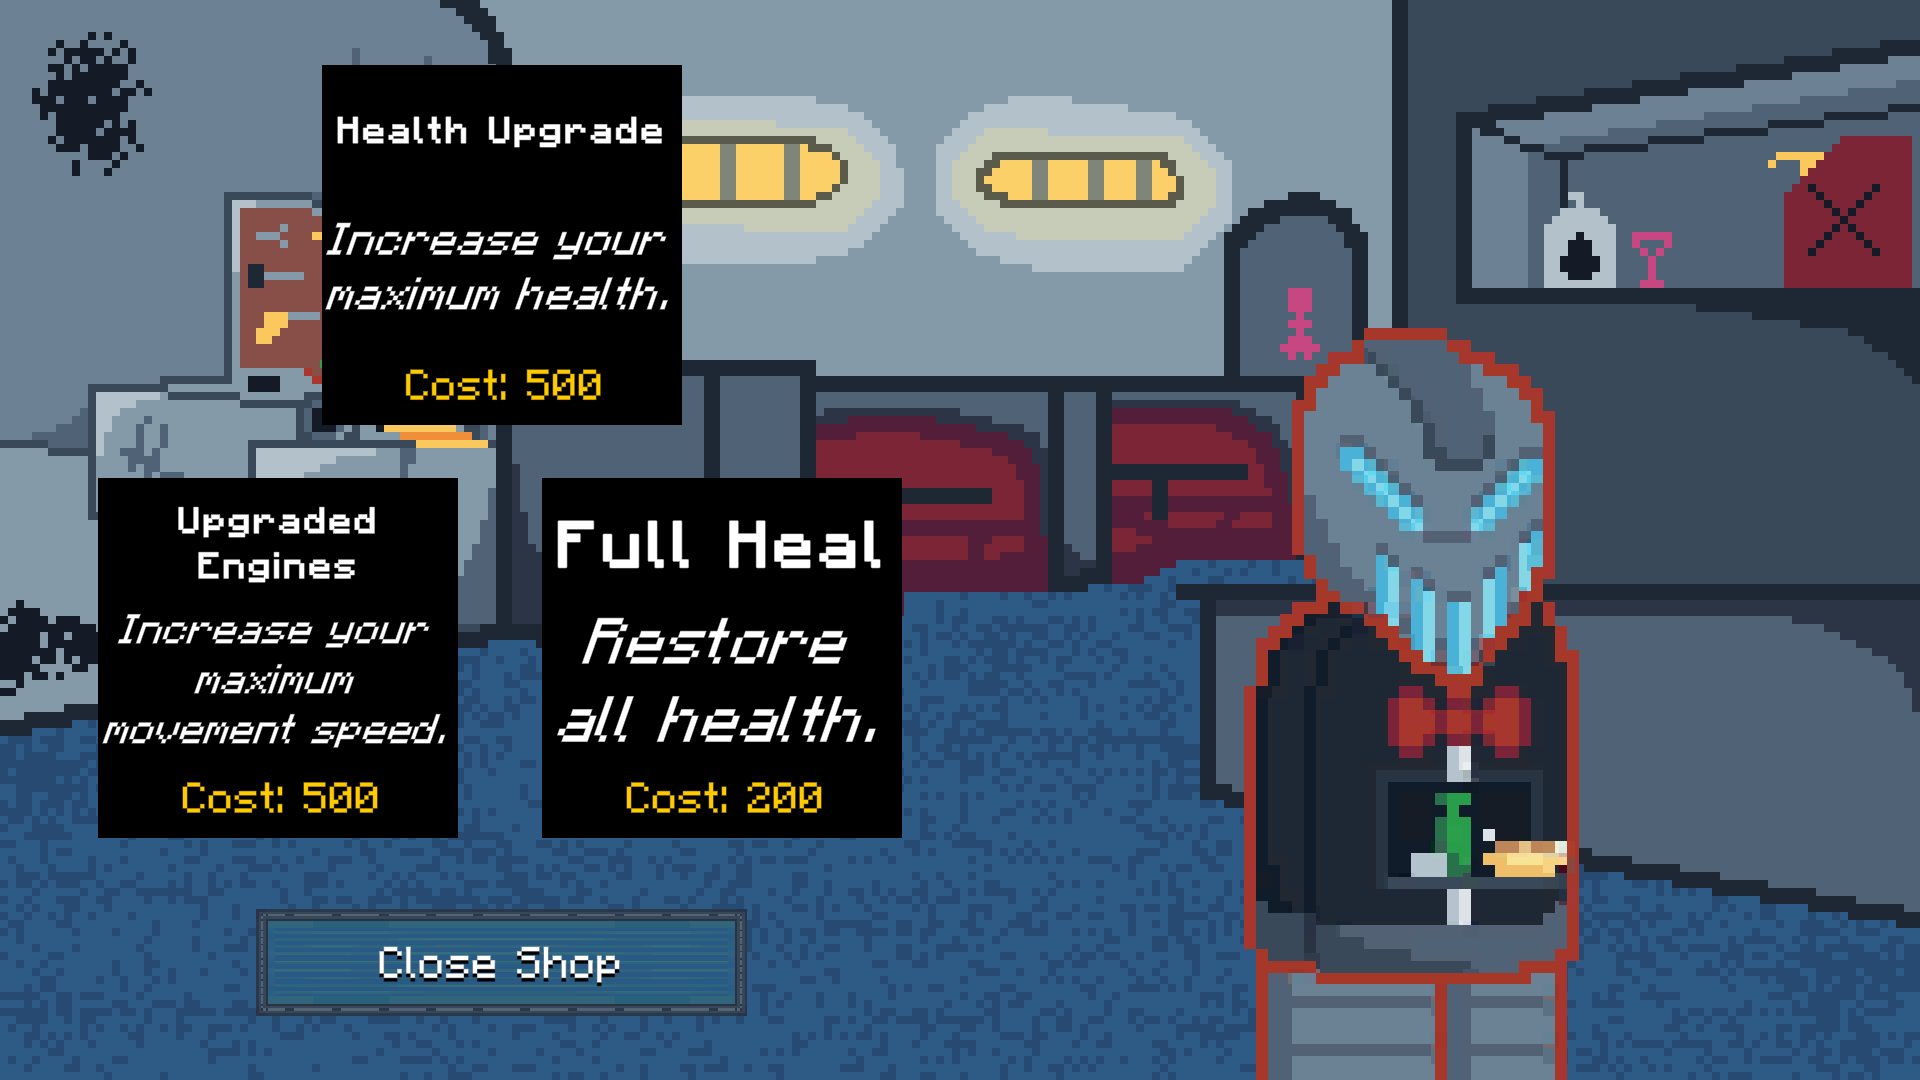 Health Upgrade
Increase your
maximum health.
Cost: 500
Upgraded
Engines
Increase your
maximum
movement speed.
Cost: 500
Full Heal
Restore
all health.
Cost: 200
Close Shop